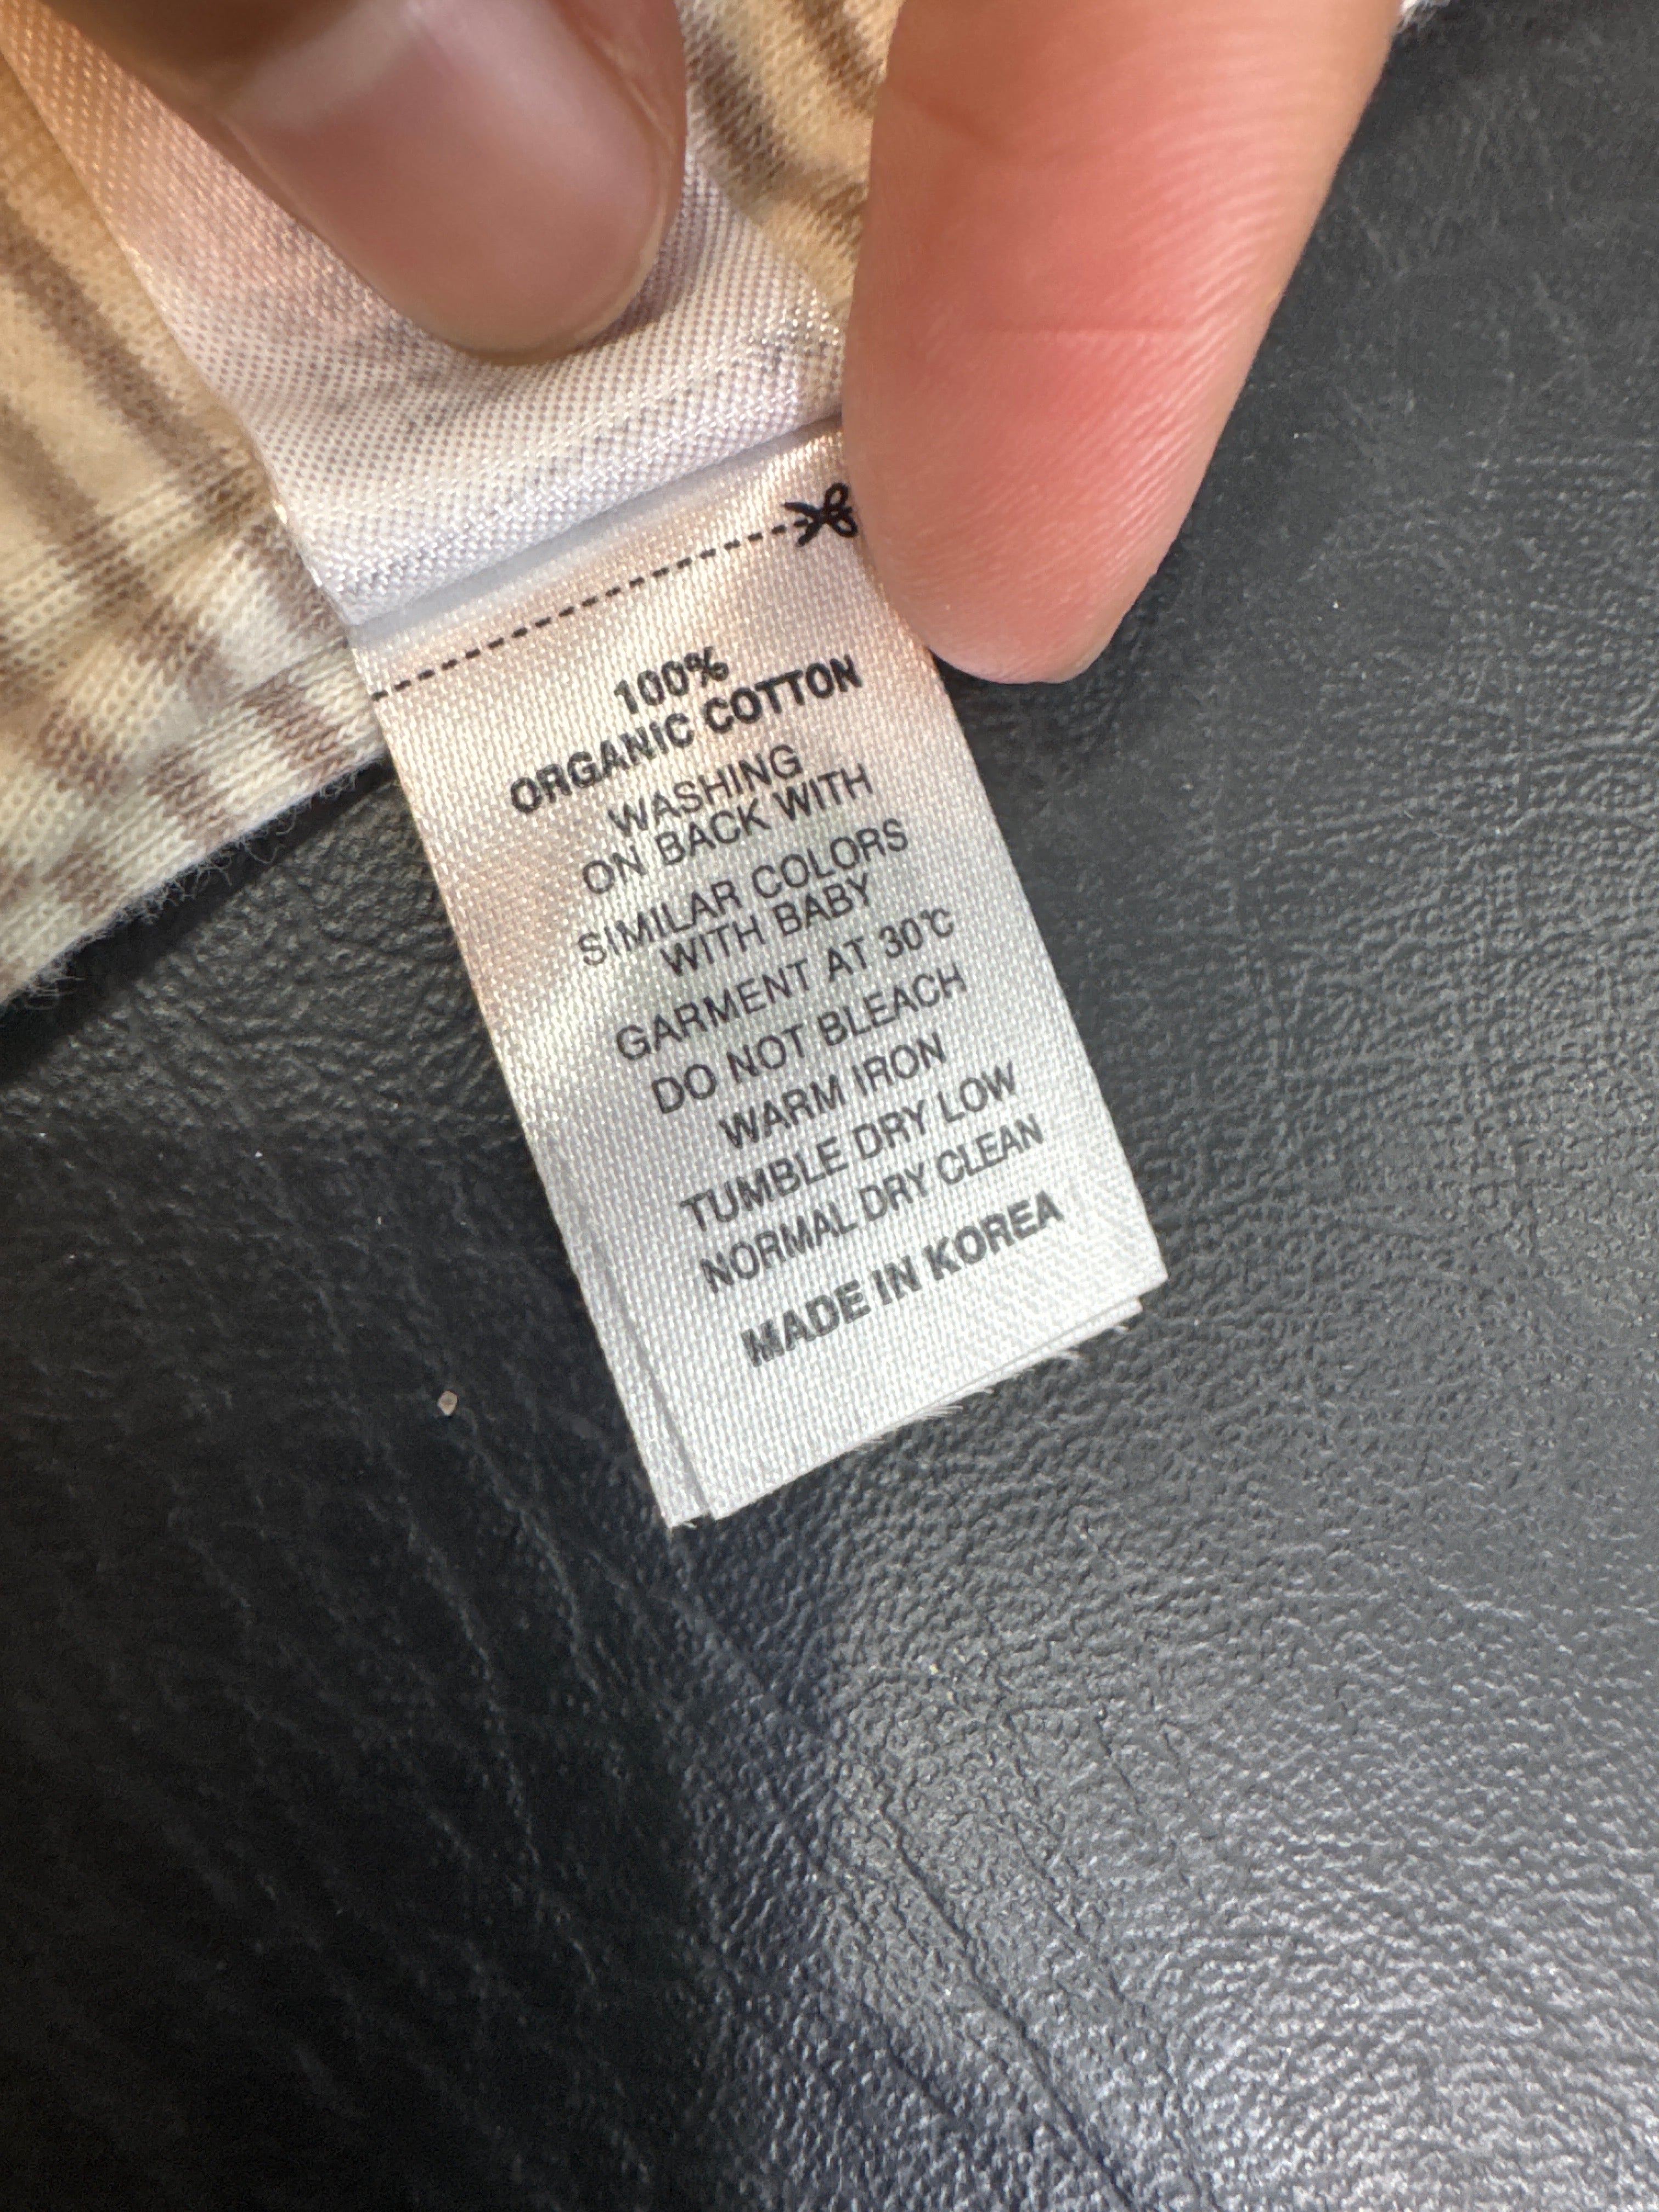 100%
ORGANIC COTTON
WASHING
ON BACK WITH
SIMILAR COLORS
WITH BABY
GARMENT AT 30℃
DO NOT BLEACH
WARM IRON
TUMBLE DRY LOW
NORMAL DRY CLEAN
MADE IN KOREA